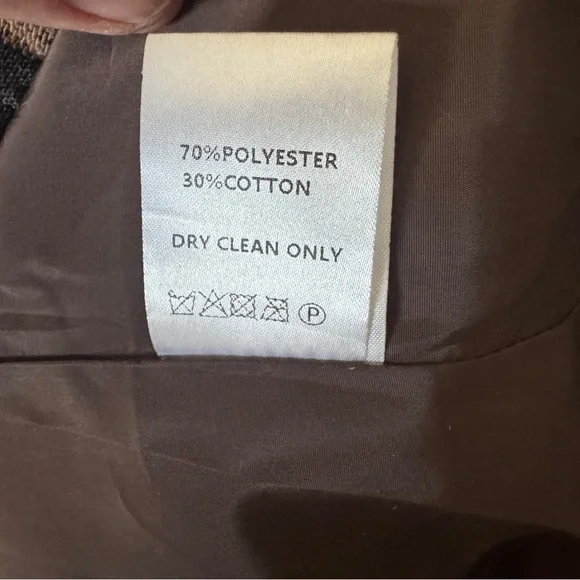 70%POLYESTER
30%COTTON
DRY CLEAN ONLY
P